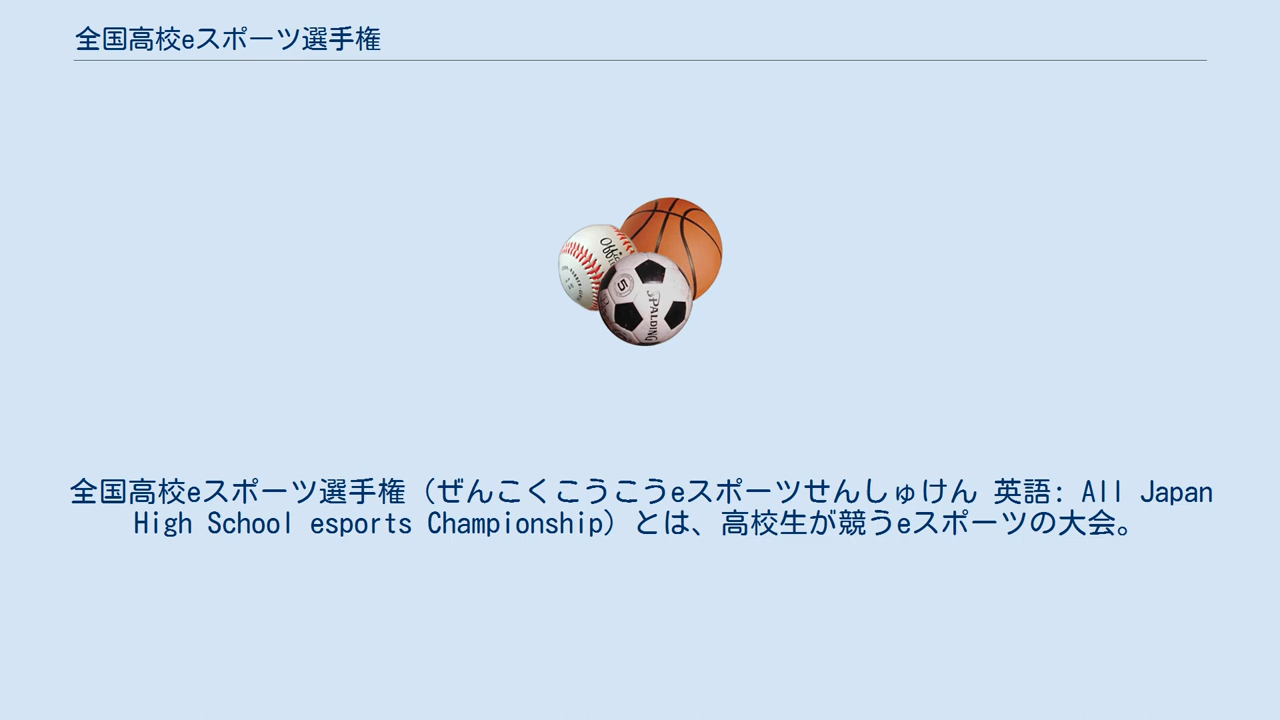 全国高校eスポーツ選手権
Offic
5
SPALDING
全国高校eスポーツ選手権（ぜんこくこうこうeスポーツせんしゅけん 英語: All Japan
High School esports Championship）とは、高校生が競うeスポーツの大会。